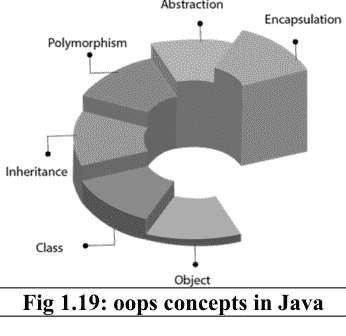 Abstraction
Encapsulation
Polymorphism
Inheritance
Class
Object
Fig 1.19: oops concepts in Java